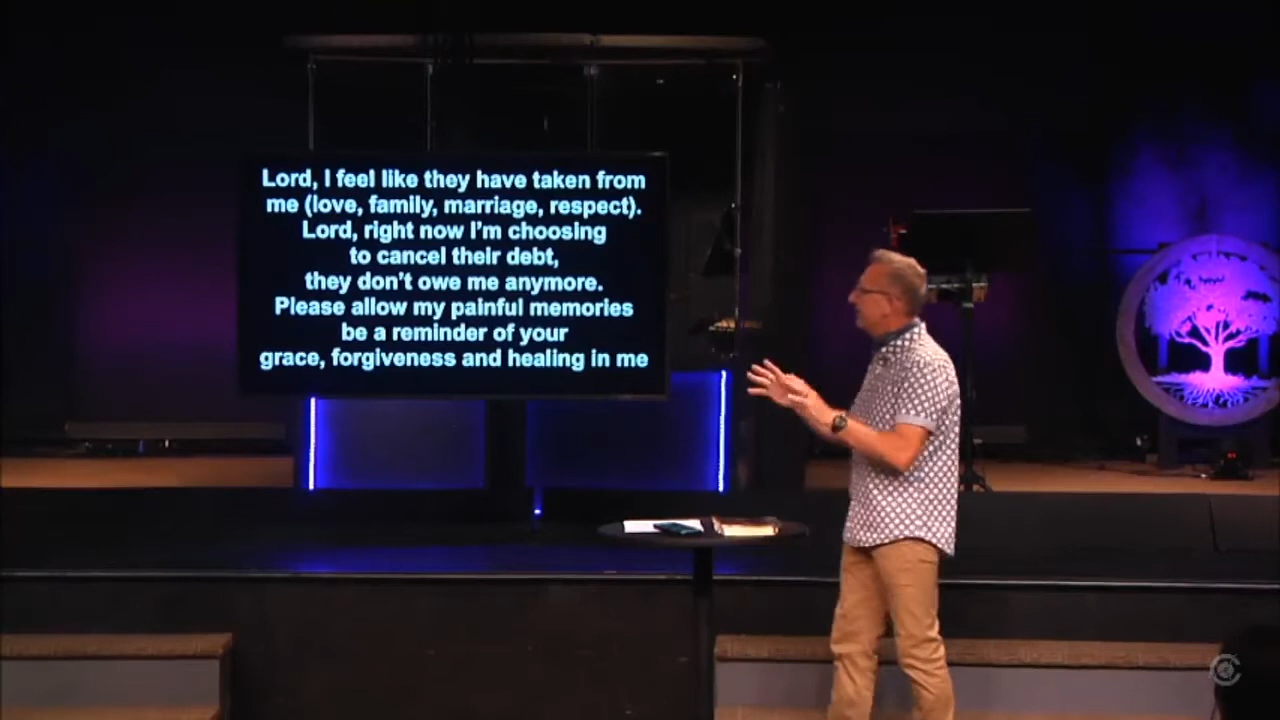 Lord, I feel like they have taken from
me (love, family, marriage, respect).
Lord, right now I'm choosing
to cancel their debt,
they don't owe me anymore.
Please allow my painful memories
be a reminder of your
grace, forgiveness and healing in me